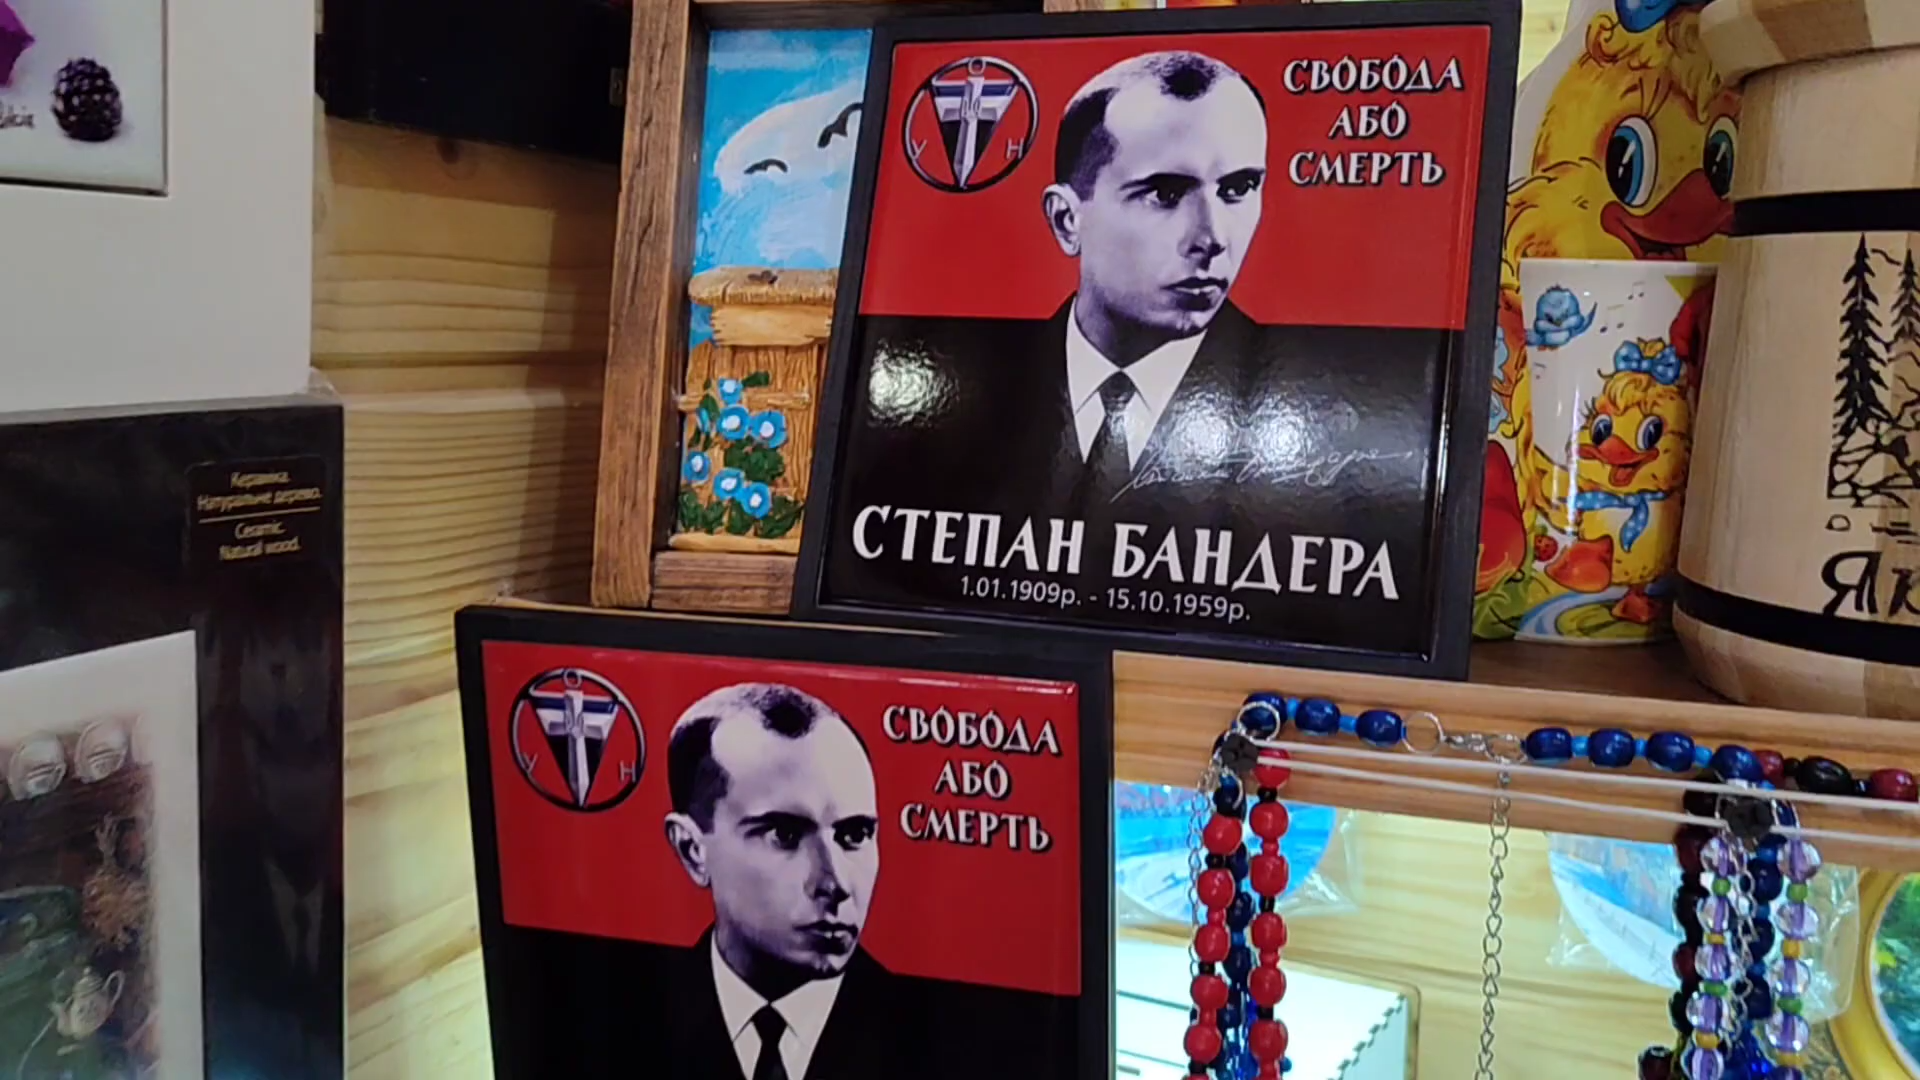 СВОБОДА
АБО
СМЕРТЬ
У
Н
СТЕПАН БАНДЕРА
1.01.1909р. - 15.10.1959р.
Кераміка.
Натуральне дерево.
Ceramic.
Natural wood.
СВОБОДА
АБО
СМЕРТЬ
У
Н